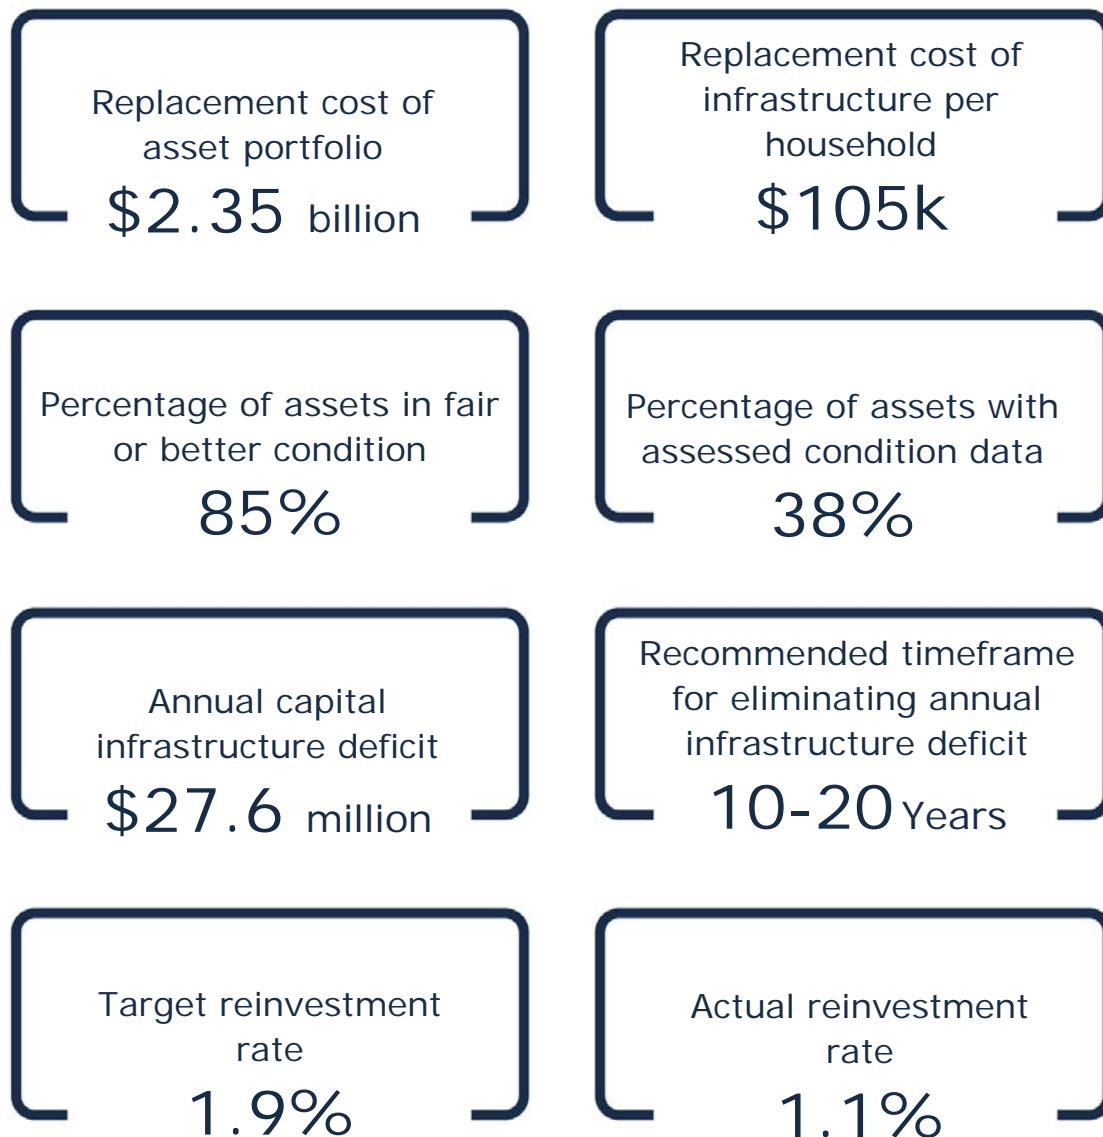 Replacement cost of
asset portfolio
$2.35 billion
Replacement cost of
infrastructure per
household
$105k
Percentage of assets in fair
or better condition
85%
Percentage of assets with
assessed condition data
38%
Annual capital
infrastructure deficit
$27.6 million
Recommended timeframe
for eliminating annual
infrastructure deficit
10-20 Years
Target reinvestment
rate
1.9%
Actual reinvestment
rate
1.1%